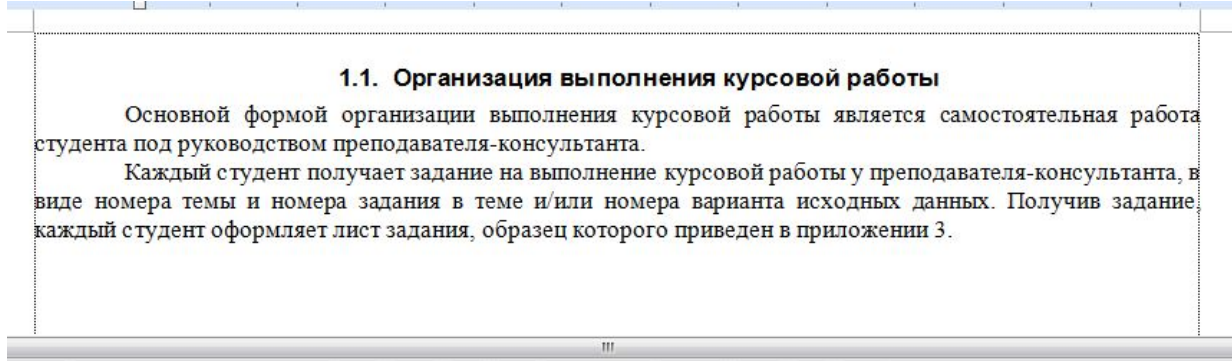 1.1. Организация выполнения курсовой работы
Основной формой организации выполнения курсовой работы является самостоятельная работа
студента под руководством преподавателя-консультанта.
Каждый студент получает задание на выполнение курсовой работы у преподавателя-консультанта, в
виде номера темы и номера задания в теме и/или номера варианта исходных данных. Получив задание,
каждый студент оформляет лист задания, образец которого приведен в приложении 3.